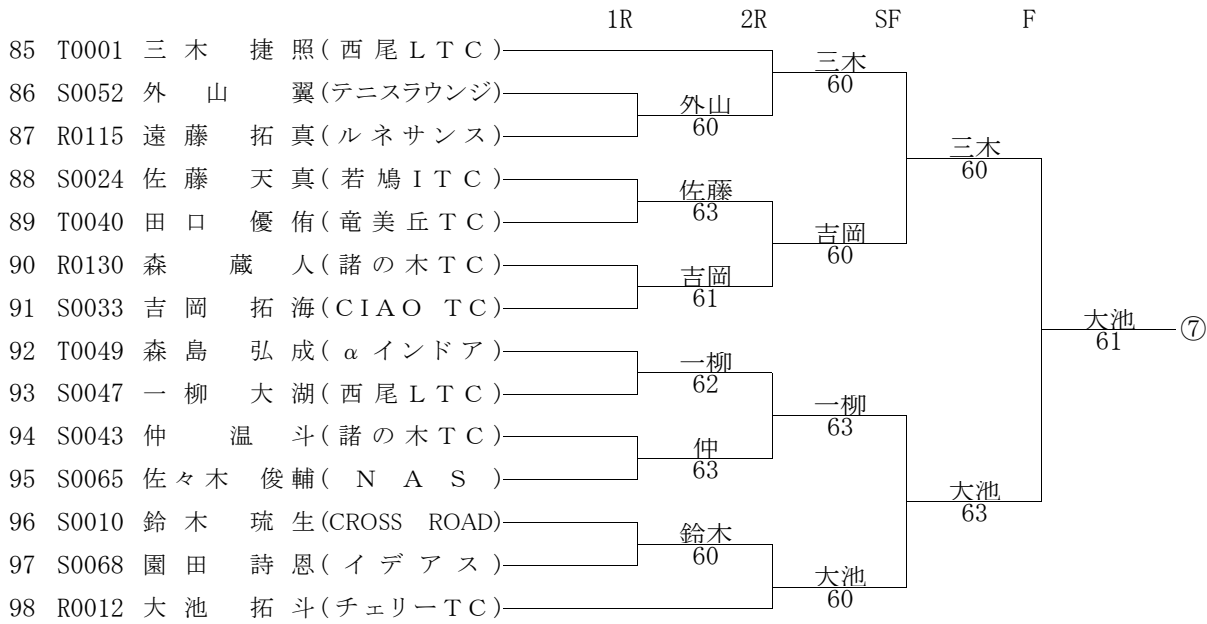 1R 2R SF F
85 T0001 三木 捷照(西尾LTC)
三木
60
86 S0052 外山 翼(テニスラウンジ)
外山
60
87 R0115 遠藤 拓真(ルネサンス)
三木
60
88 S0024 佐藤 天真(若鳩ITC)
佐藤
63
89 T0040 田口 優侑(竜美丘TC)
吉岡
60
90 R0130 森 蔵人(諸の木TC)
吉岡
61
91 S0033 吉岡 拓海(CIAO TC)
大池
61
⑦
92 T0049 森島 弘成(αインドア)
一柳
62
93 S0047 一柳 大湖(西尾LTC)
一柳
63
94 S0043 仲 温斗(諸の木TC)
仲
63
95 S0065 佐々木 俊輔(NAS)
大池
63
96 S0010 鈴木 琉生(CROSS ROAD)
鈴木
60
97 S0068 園田 詩恩(イデアス)
大池
60
98 R0012 大池 拓斗(チェリーTC)